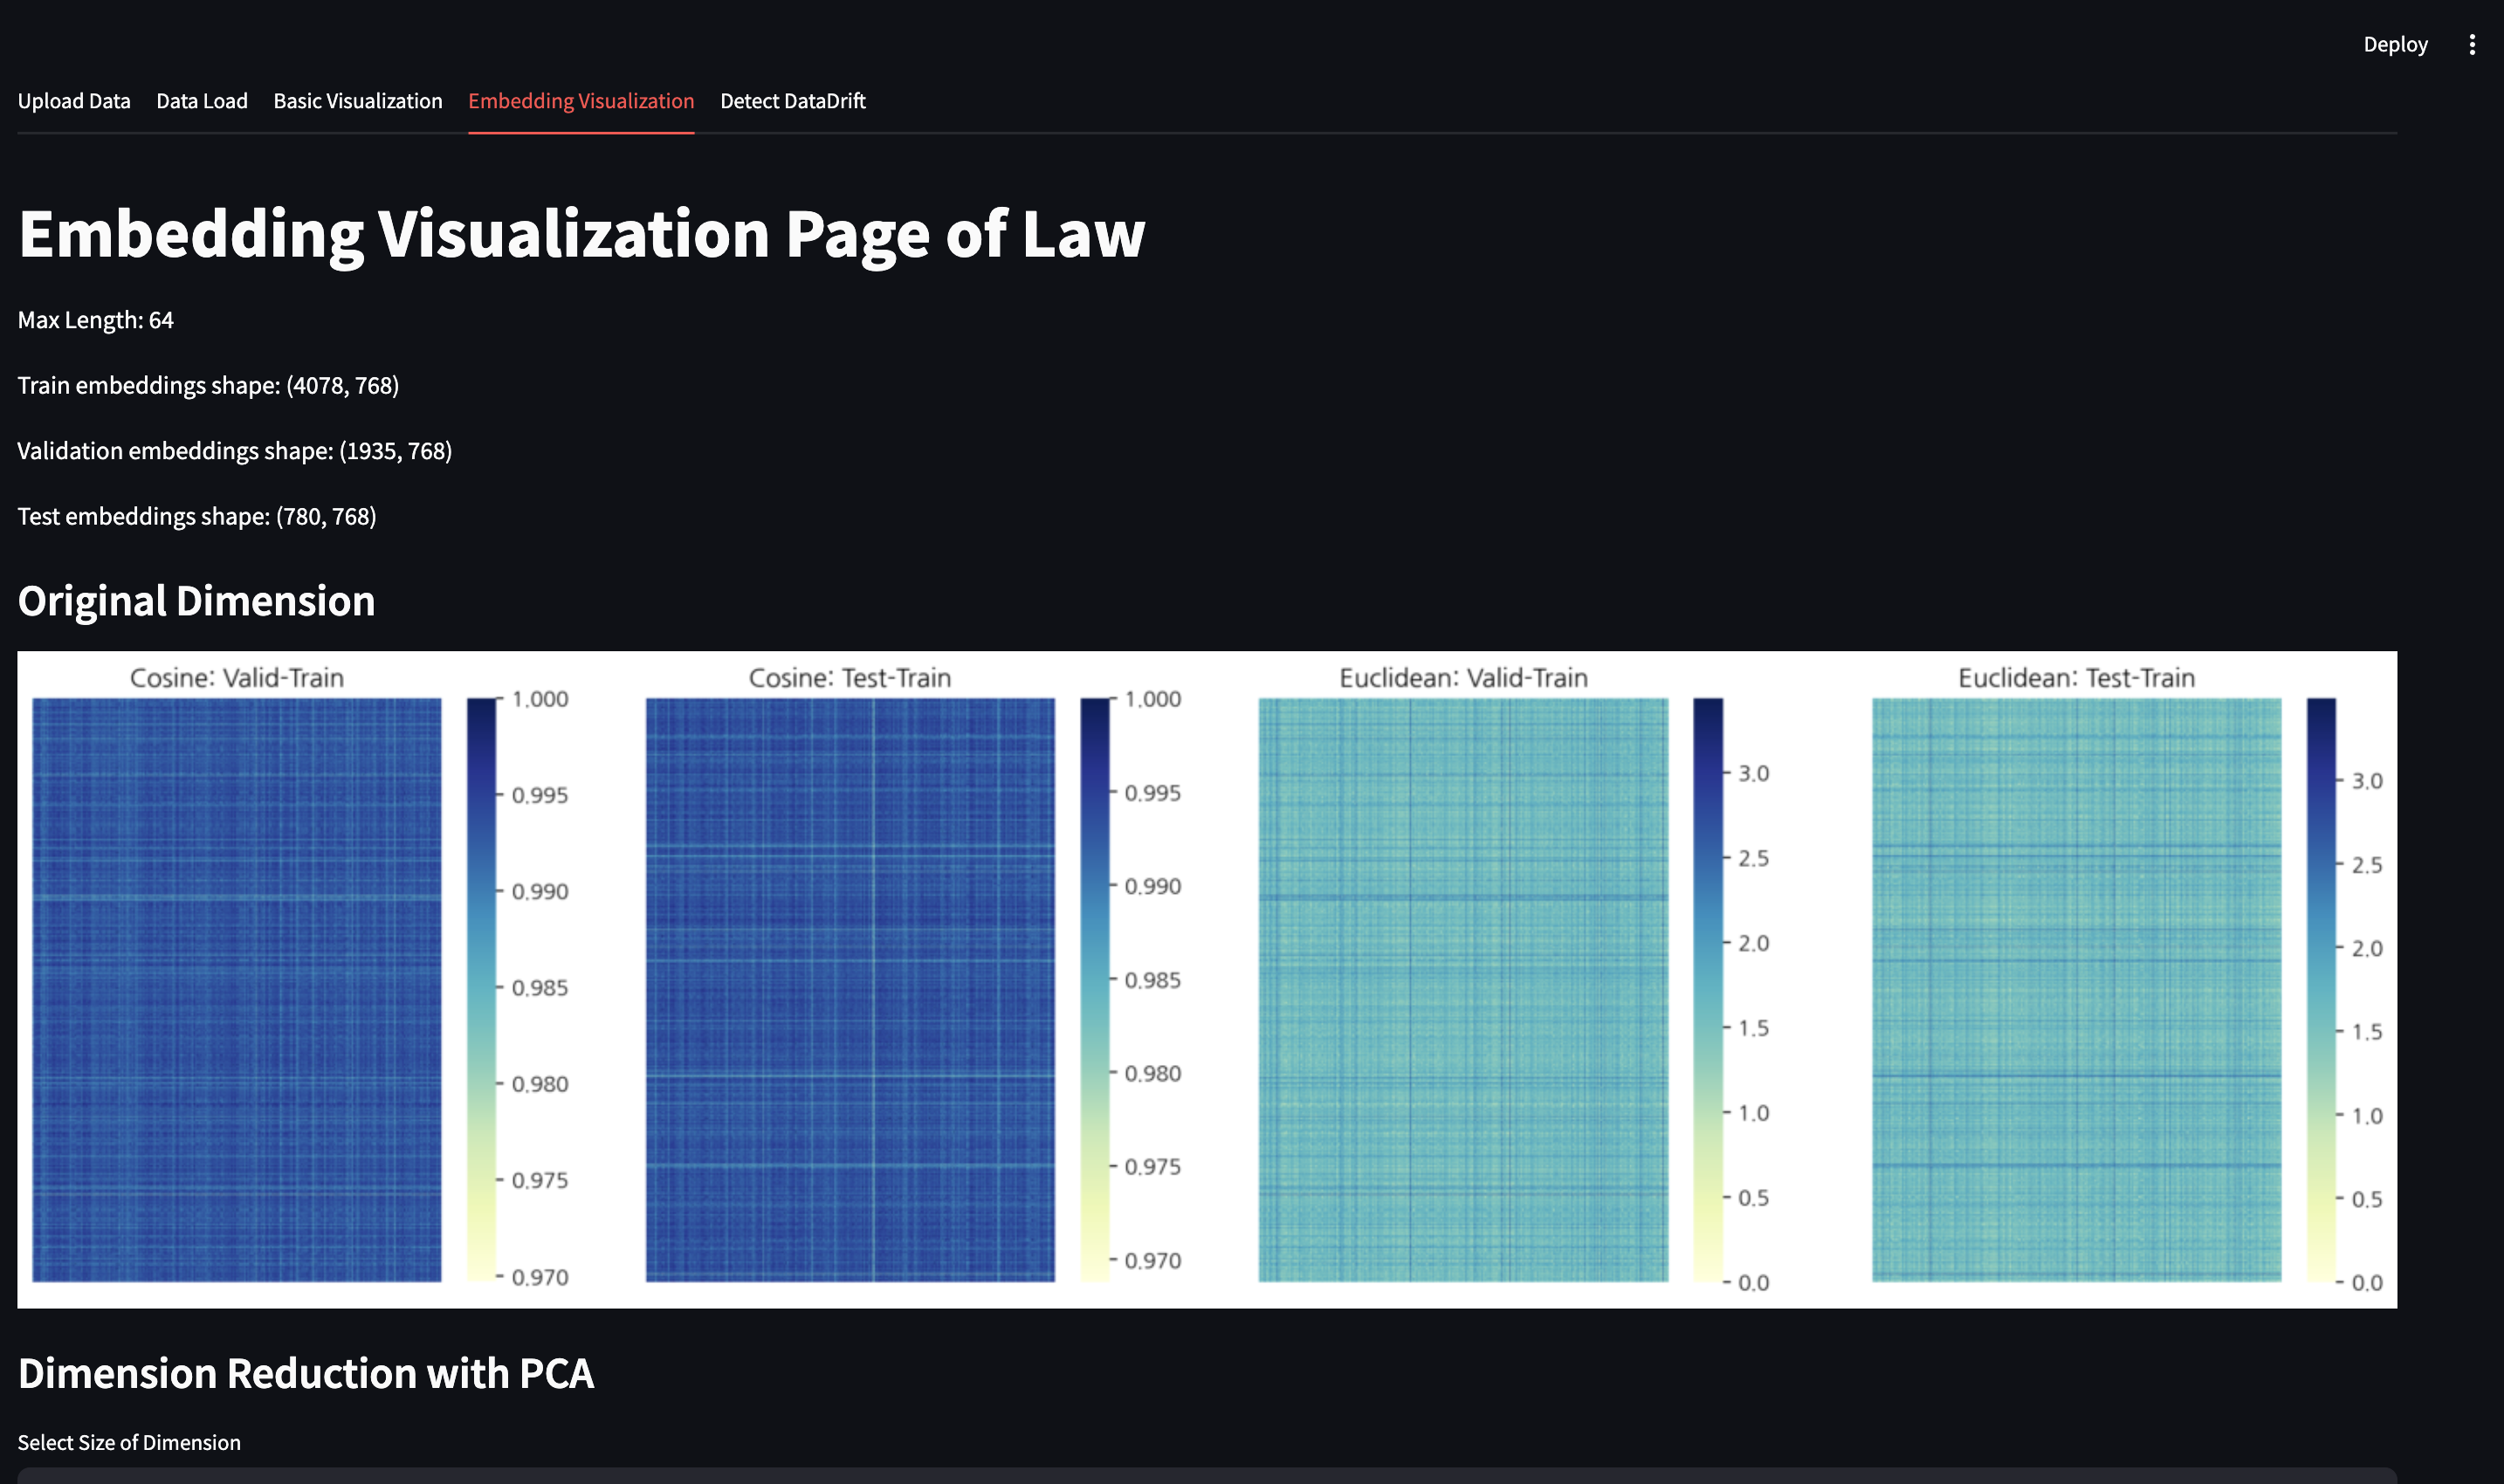 Deploy
Upload Data Data Load Basic Visualization Embedding Visualization Detect DataDrift
Embedding Visualization Page of Law
Max Length: 64
Train embeddings shape: (4078, 768)
Validation embeddings shape: (1935, 768)
Test embeddings shape: (780, 768)
Original Dimension
Cosine: Valid-Train
1.000
0.995
0.990
0.985
0.980
0.975
0.970
Cosine: Test-Train
1.000
0.995
0.990
0.985
0.980
0.975
0.970
Euclidean: Valid-Train
3.0
2.5
2.0
1.5
1.0
0.5
0.0
Euclidean: Test-Train
3.0
2.5
2.0
1.5
1.0
0.5
0.0
Dimension Reduction with PCA
Select Size of Dimension